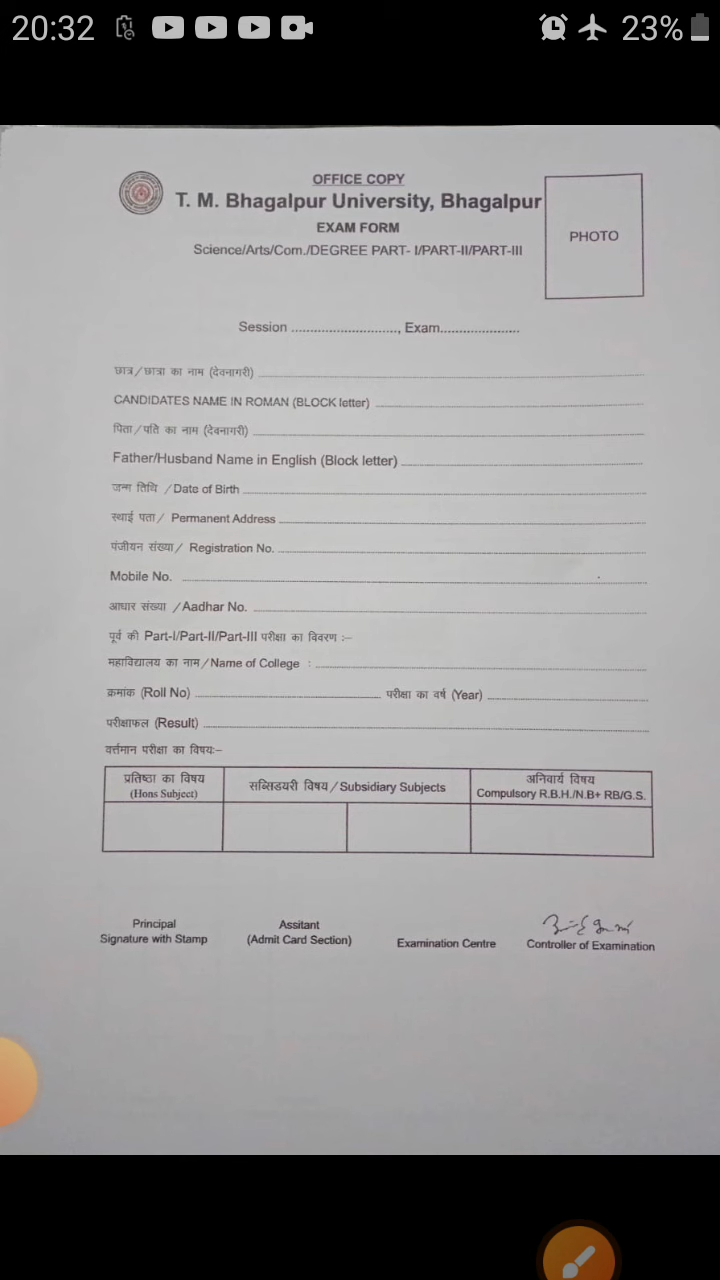 20:32 23%
OFFICE COPY
T. M. Bhagalpur University, Bhagalpur
EXAM FORM
Science/Arts/Com./DEGREE PART- I/PART-II/PART-III
PHOTO
Session ............................, Exam.....................
छात्र/छात्रा का नाम (देवनागरी)
CANDIDATES NAME IN ROMAN (BLOCK letter)
पिता/पति का नाम (देवनागरी)
Father/Husband Name in English (Block letter)
जन्म तिथि /Date of Birth
स्थाई पता/ Permanent Address
पंजीयन संख्या/ Registration No.
Mobile No.
आधार संख्या /Aadhar No.
पूर्व की Part-I/Part-II/Part-III परीक्षा का विवरण :–
महाविद्यालय का नाम/Name of College :
क्रमांक (Roll No) परीक्षा का वर्ष (Year)
परीक्षाफल (Result)
वर्त्तमान परीक्षा का विषयः–
प्रतिष्ठा का विषय
(Hons Subject)
सब्सिडयरी विषय/Subsidiary Subjects
अनिवार्य विषय
Compulsory R.B.H./N.B+ RB/G.S.
Principal
Signature with Stamp
Assitant
(Admit Card Section)
Examination Centre
Controller of Examination